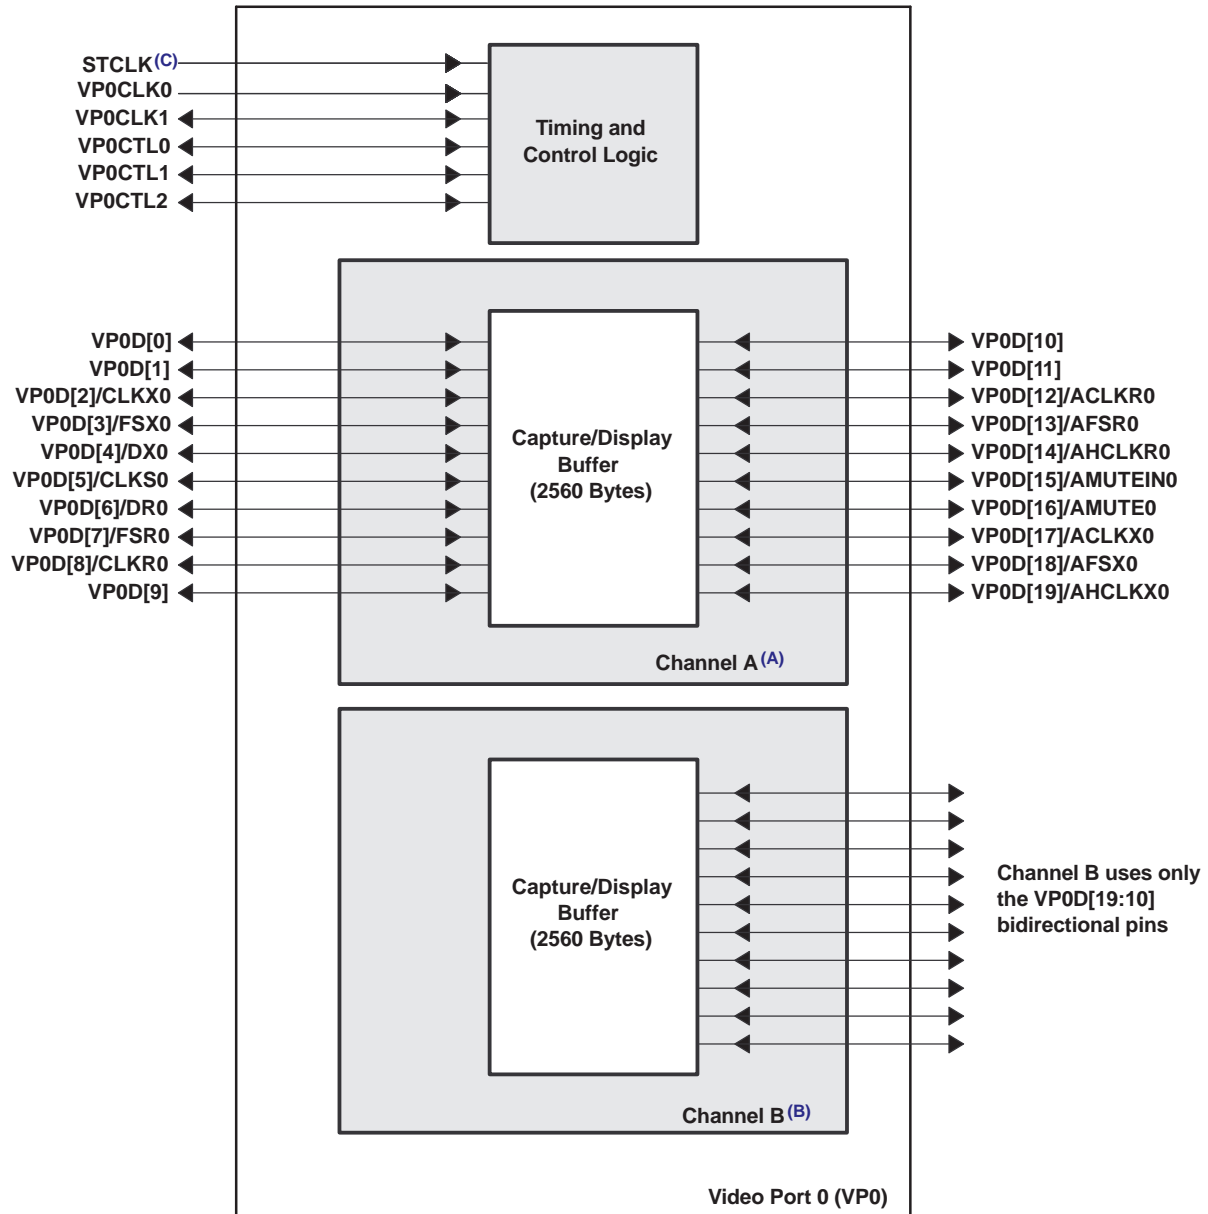 STCLK(C)
VP0CLK0
VP0CLK1
VP0CTL0
VP0CTL1
VP0CTL2
Timing and
Control Logic
VP0D[0]
VP0D[1]
VP0D[2]/CLKX0
VP0D[3]/FSX0
VP0D[4]/DX0
VP0D[5]/CLKS0
VP0D[6]/DR0
VP0D[7]/FSR0
VP0D[8]/CLKR0
VP0D[9]
Capture/Display
Buffer
(2560 Bytes)
VP0D[10]
VP0D[11]
VP0D[12]/ACLKR0
VP0D[13]/AFSR0
VP0D[14]/AHCLKR0
VP0D[15]/AMUTEIN0
VP0D[16]/AMUTE0
VP0D[17]/ACLKX0
VP0D[18]/AFSX0
VP0D[19]/AHCLKX0
Channel A(A)
Capture/Display
Buffer
(2560 Bytes)
Channel B uses only
the VP0D[19:10]
bidirectional pins
Channel B(B)
Video Port 0 (VP0)